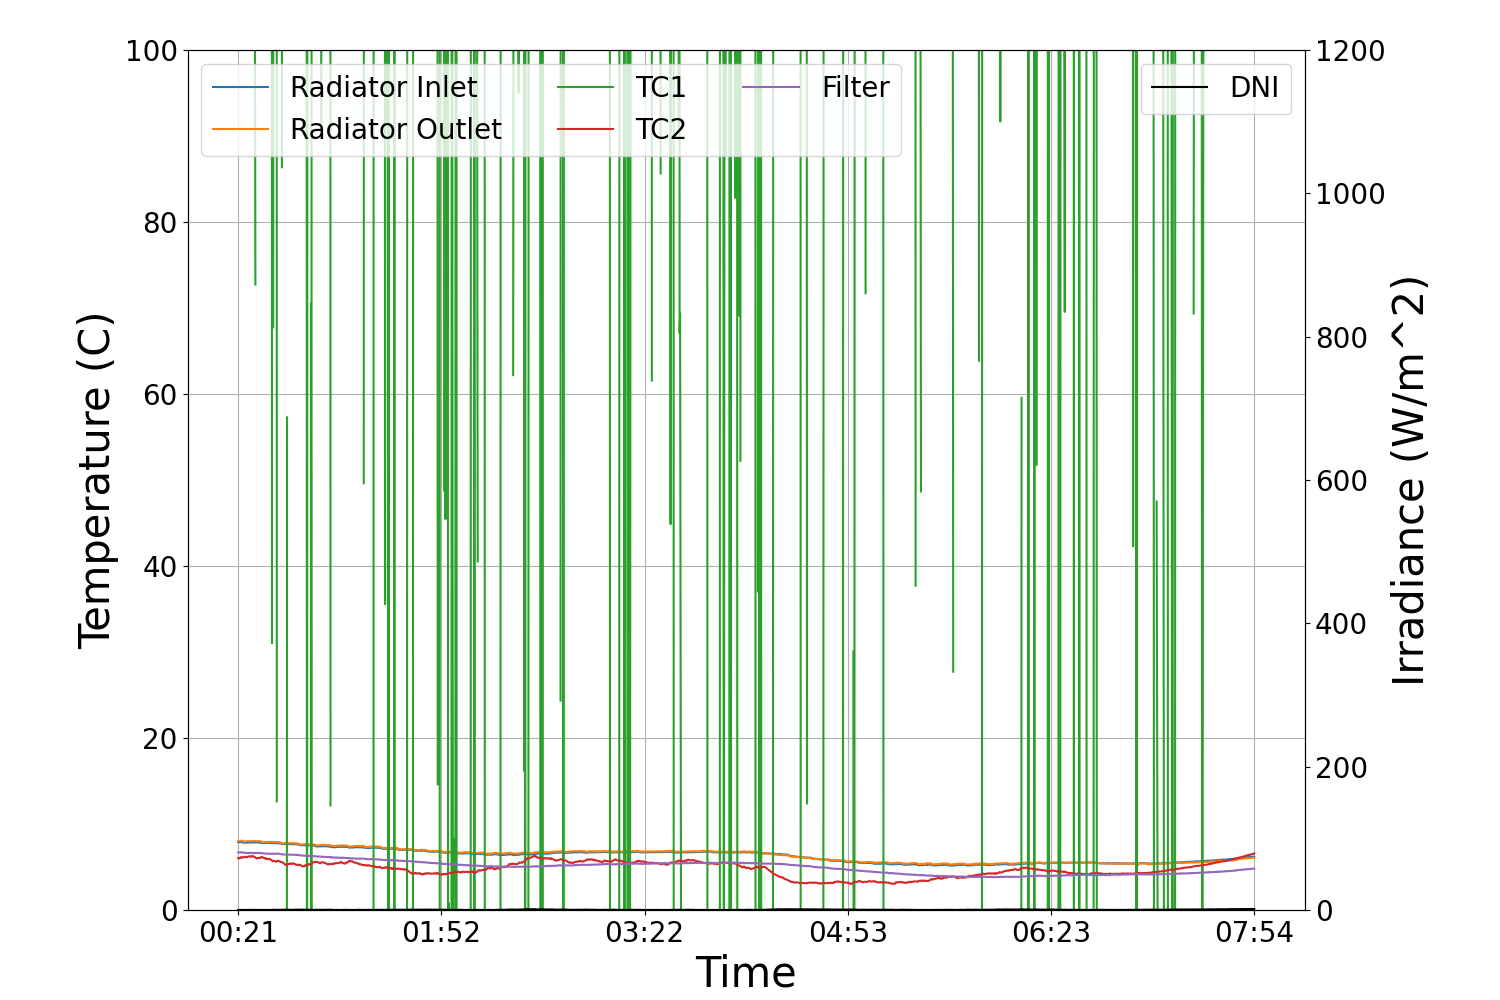 100
80
60
40
20
0
Temperature (C)
Radiator Inlet
Radiator Outlet
TC1
TC2
Filter
DNI
1200
1000
800
600
400
200
0
Irradiance (W/m^2)
00:21 01:52 03:22 04:53 06:23 07:54
Time